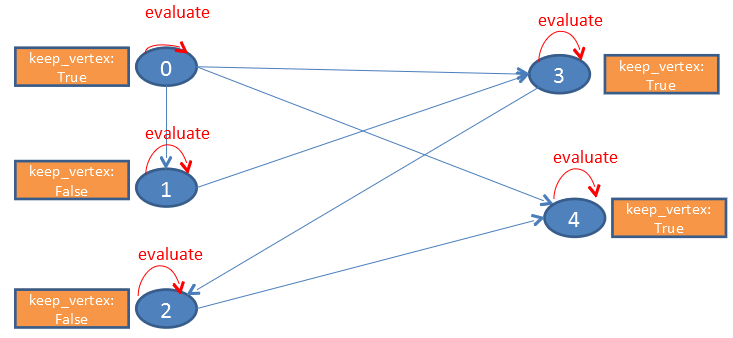 evaluate
evaluate
keep_vertex:
True
0
3
keep_vertex:
True
evaluate
evaluate
keep_vertex:
False
1
4
keep_vertex:
True
evaluate
keep_vertex:
False
2